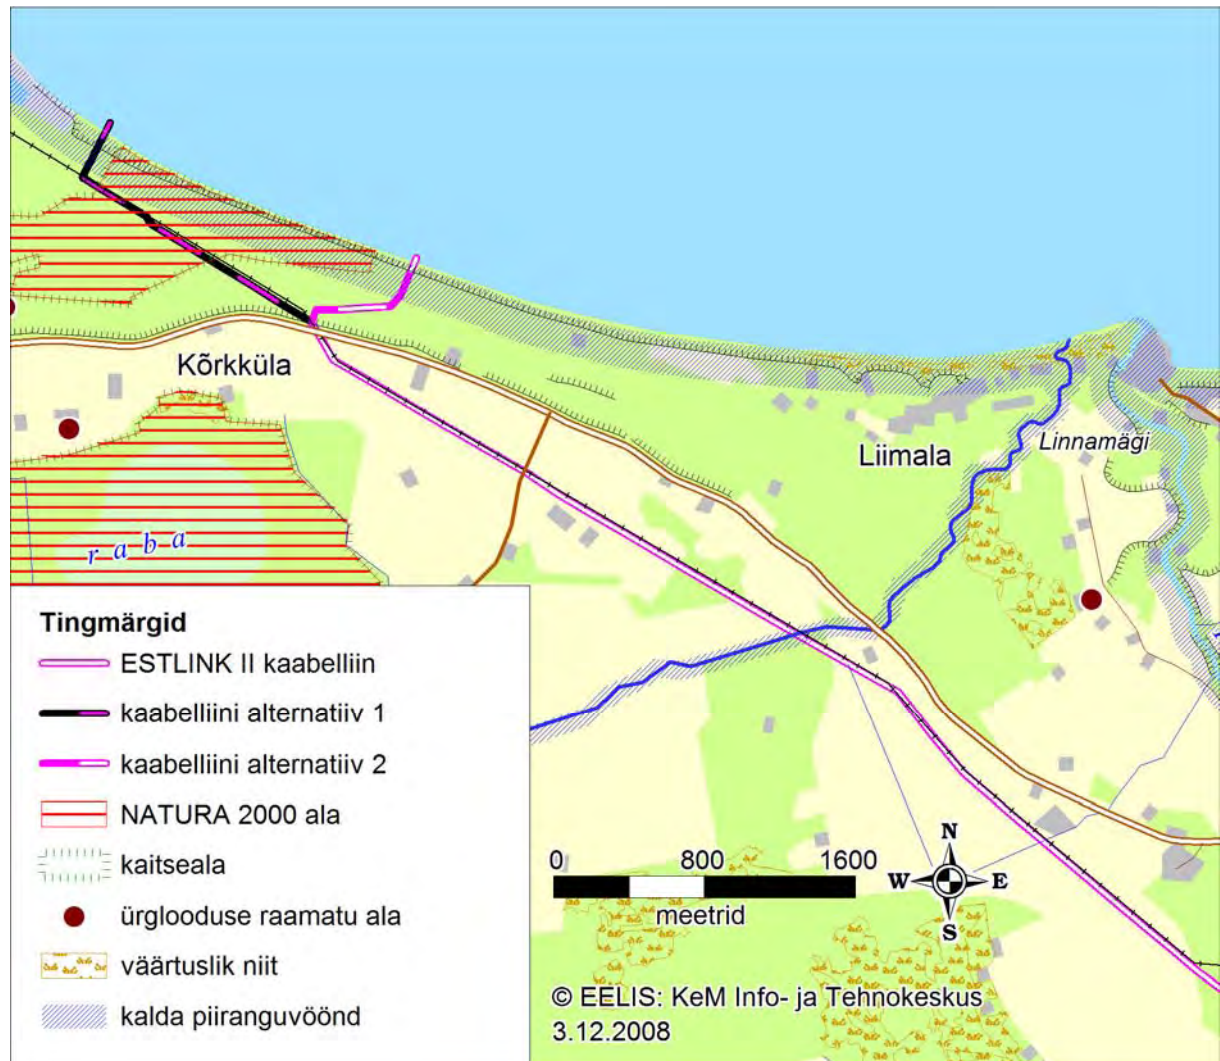 Kõrkküla
Liimala
Linnamägi
raba
Tingmärgid
ESTLINK II kaabelliin
kaabelliini alternatiiv 1
kaabelliini alternatiiv 2
NATURA 2000 ala
kaitseala
ürglooduse raamatu ala
väärtuslik niit
kalda piiranguvöönd
0 800 1600
meetrid
N
W E
S
© EELIS: KeM Info- ja Tehnokeskus
3.12.2008